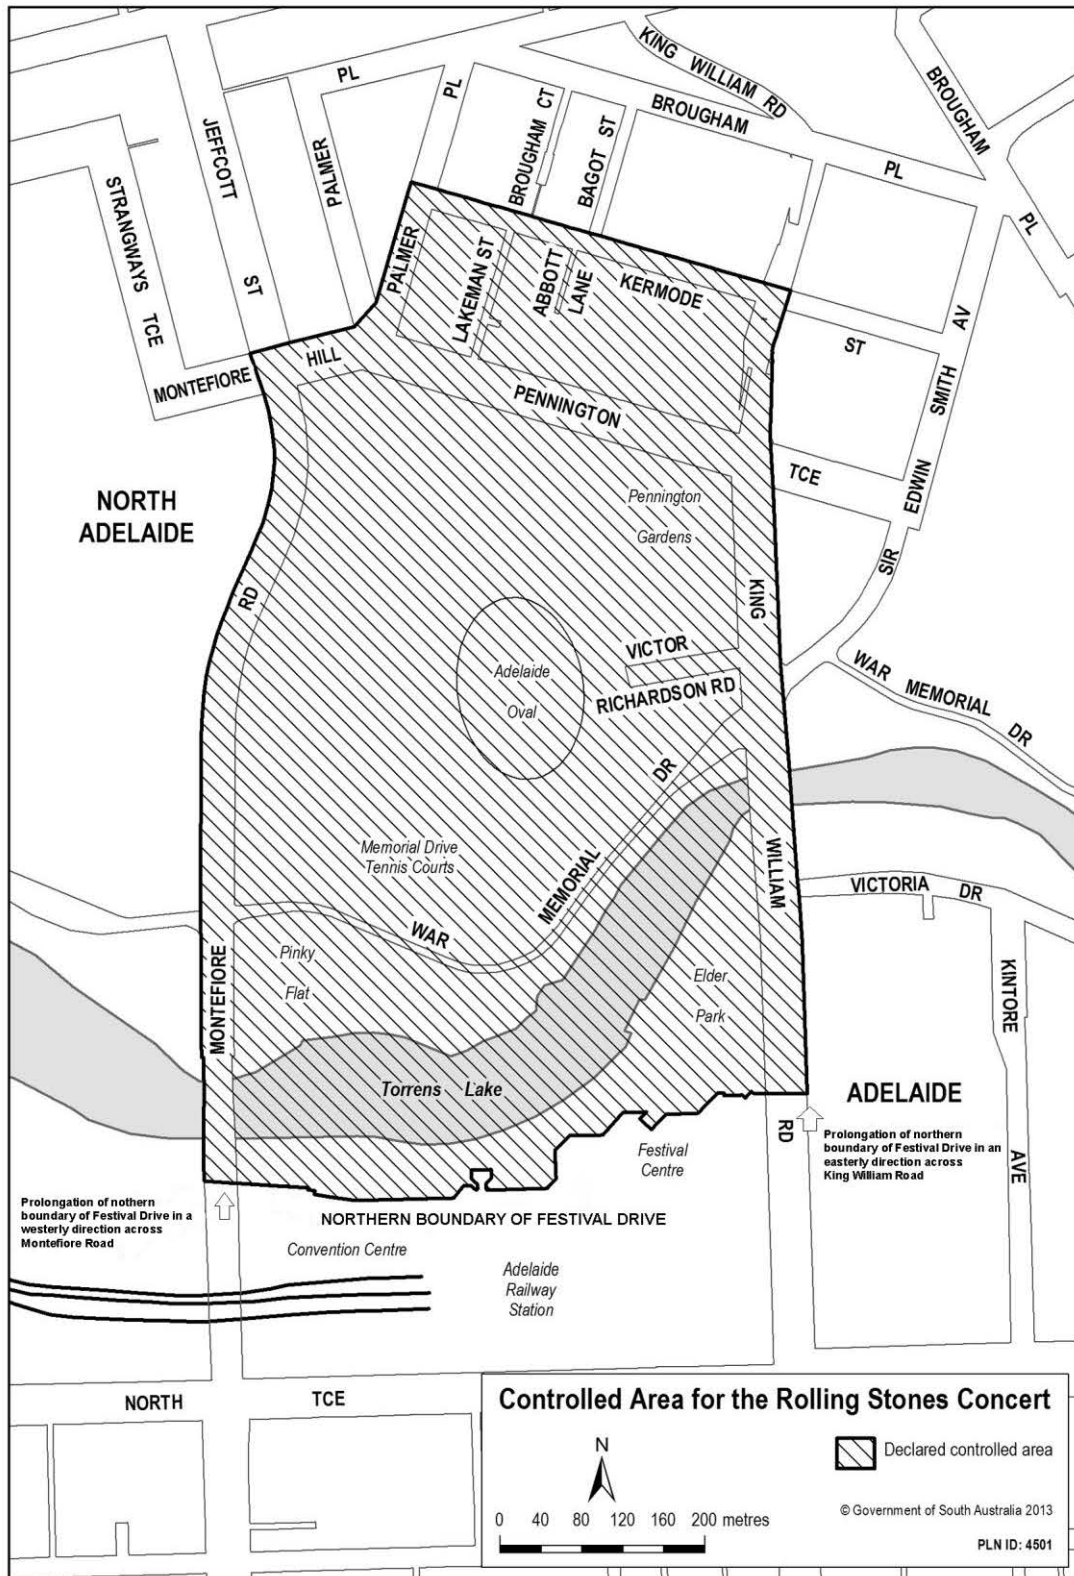 KING WILLIAM RD
PL
PL
BROUGHAM CT
BAGOT ST
BROUGHAM
PL
BROUGHAM
PL
JEFFCOTT
ST
PALMER
STRANGWAYS TCE
PALMER
LAKEMAN ST
ABBOTT
LANE
KERMODE
ST
MONTEFIORE
HILL
PENNINGTON
TCE
SIR
EDWIN
SMITH
AV
NORTH
ADELAIDE
Pennington
Gardens
RD
KING
VICTOR
RICHARDSON RD
Adelaide
Oval
WAR MEMORIAL DR
DR
Memorial Drive
Tennis Courts
MEMORIAL
WAR
WILLIAM
VICTORIA DR
Pinky
Flat
MONTEFIORE
Elder
Park
KINTORE
AVE
Torrens Lake
ADELAIDE
RD
Festival
Centre
Prolongation of northern
boundary of Festival Drive in an
easterly direction across
King William Road
Prolongation of nothern
boundary of Festival Drive in a
westerly direction across
Montefiore Road
NORTHERN BOUNDARY OF FESTIVAL DRIVE
Convention Centre
Adelaide
Railway
Station
NORTH TCE
Controlled Area for the Rolling Stones Concert
N
Declared controlled area
© Government of South Australia 2013
0 40 80 120 160 200 metres
PLN ID: 4501